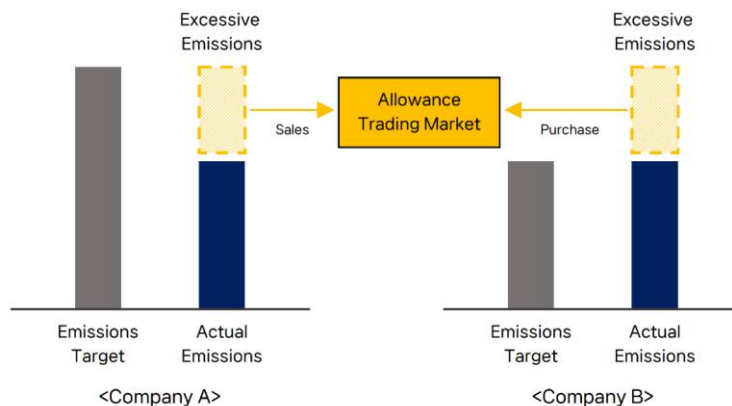 Excessive
Emissions
Excessive
Emissions
Allowance
Trading Market
Sales
Purchase
Emissions
Target
Actual
Emissions
Emissions
Target
Actual
Emissions
<Company A>
<Company B>